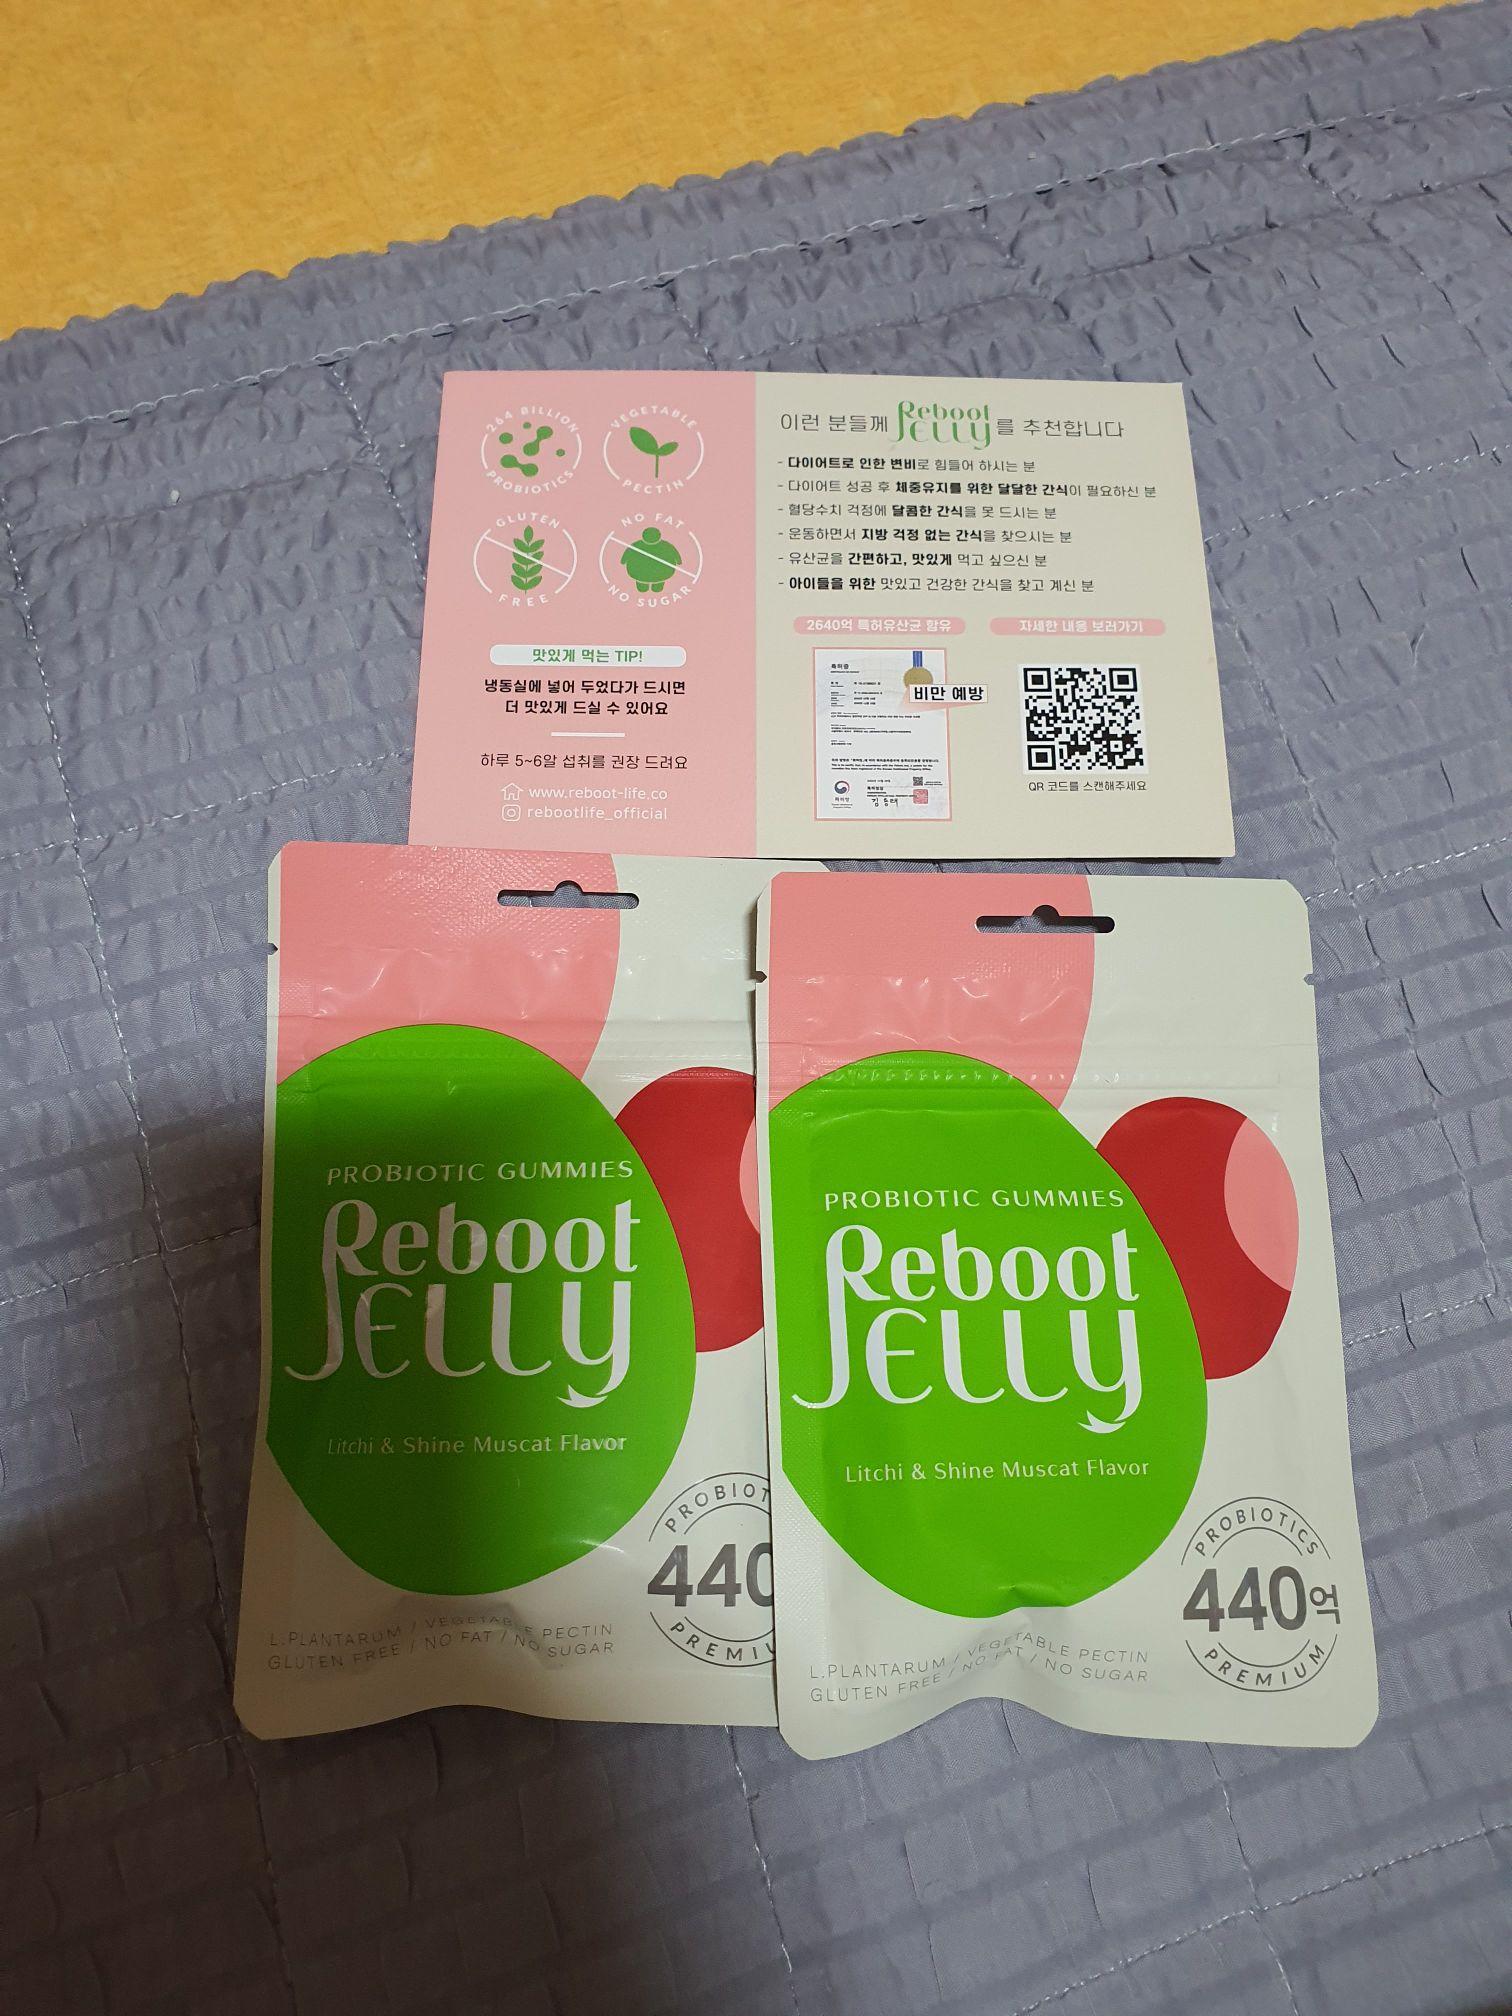 264 BILLION
PROBIOTICS
VEGETABLE
PECTIN
GLUTEN
FREE
NO FAT
NO SUGAR
맛있게 먹는 TIP!
냉동실에 넣어 두었다가 드시면
더 맛있게 드실 수 있어요
하루 5~6알 섭취를 권장 드려요
www.reboot-life.co
rebootlife_official
이런 분들께 Reboot JELLY를 추천합니다
- 다이어트로 인한 변비로 힘들어 하시는 분
- 다이어트 성공 후 체중유지를 위한 달달한 간식이 필요하신 분
- 혈당수치 걱정에 달콤한 간식을 못 드시는 분
- 운동하면서 지방 걱정 없는 간식을 찾으시는 분
- 유산균을 간편하고, 맛있게 먹고 싶으신 분
- 아이들을 위한 맛있고 건강한 간식을 찾고 계신 분
2640억 특허유산균 함유
특허증
비만 예방
특허청
자세한 내용 보러가기
QR 코드를 스캔해주세요
PROBIOTIC GUMMIES
Reboot
JELLY
Litchi & Shine Muscat Flavor
PROBIOT
440
PREMIU
L.PLANTARUM / VEGETABLE PECTIN
GLUTEN FREE / NO FAT / NO SUGAR
PROBIOTIC GUMMIES
Reboot
JELLY
Litchi & Shine Muscat Flavor
PROBIOTICS
440억
PREMIUM
L.PLANTARUM / VEGETABLE PECTIN
GLUTEN FREE / NO FAT / NO SUGAR